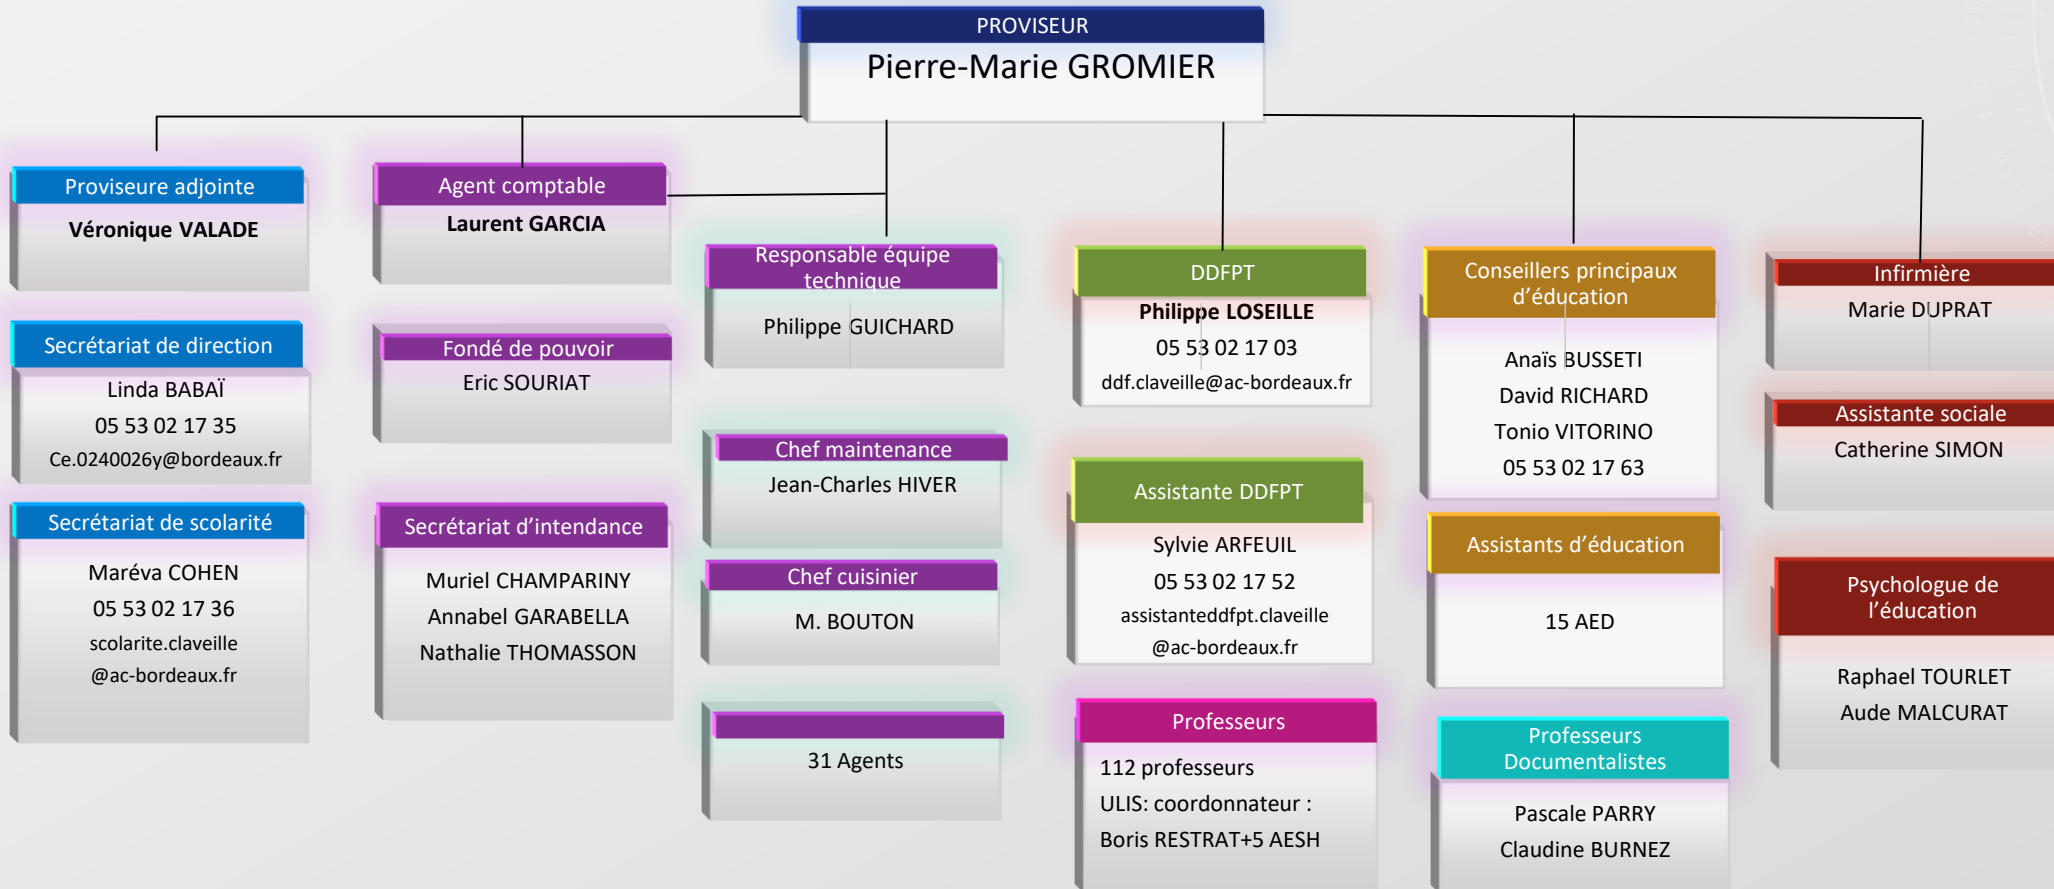 PROVISEUR
Pierre-Marie GROMIER
Proviseure adjointe
Véronique VALADE
Secrétariat de direction
Linda BABAÏ
05 53 02 17 35
Ce.0240026y@bordeaux.fr
Secrétariat de scolarité
Maréva COHEN
05 53 02 17 36
scolarite.claveille
@ac-bordeaux.fr
Agent comptable
Laurent GARCIA
Fondé de pouvoir
Eric SOURIAT
Secrétariat d’intendance
Muriel CHAMPARINY
Annabel GARABELLA
Nathalie THOMASSON
Responsable équipe
technique
Philippe GUICHARD
Chef maintenance
Jean-Charles HIVER
Chef cuisinier
M. BOUTON
31 Agents
DDFPT
Philippe LOSEILLE
05 53 02 17 03
ddf.claveille@ac-bordeaux.fr
Assistante DDFPT
Sylvie ARFEUIL
05 53 02 17 52
assistanteddfpt.claveille
@ac-bordeaux.fr
Professeurs
112 professeurs
ULIS: coordonnateur :
Boris RESTRAT+5 AESH
Conseillers principaux
d’éducation
Anaïs BUSSETI
David RICHARD
Tonio VITORINO
05 53 02 17 63
Assistants d’éducation
15 AED
Professeurs
Documentalistes
Pascale PARRY
Claudine BURNEZ
Infirmière
Marie DUPRAT
Assistante sociale
Catherine SIMON
Psychologue de
l’éducation
Raphael TOURLET
Aude MALCURAT